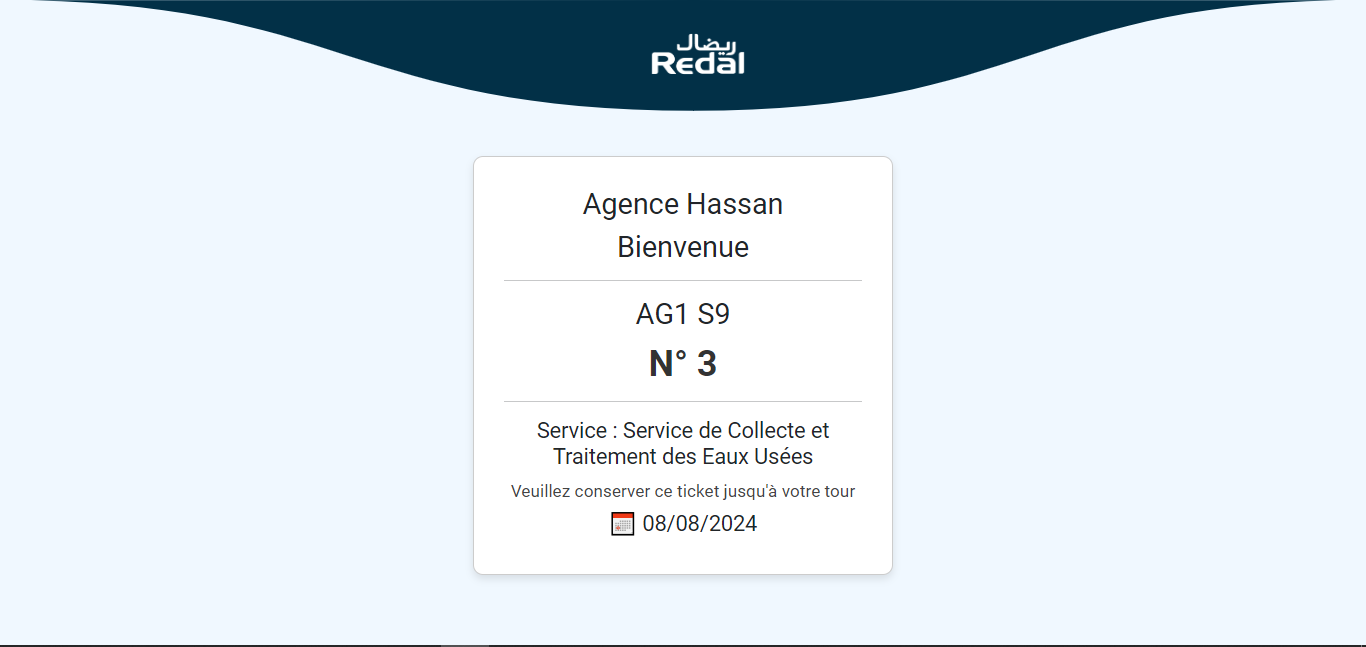 ريضال
Redal
Agence Hassan
Bienvenue
AG1 S9
N° 3
Service : Service de Collecte et
Traitement des Eaux Usées
Veuillez conserver ce ticket jusqu'à votre tour
08/08/2024